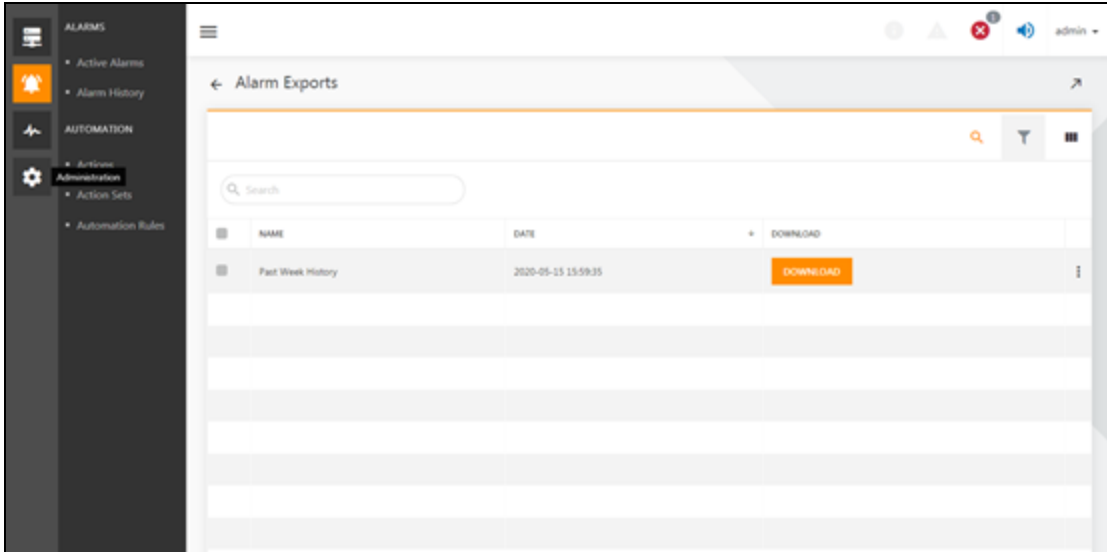 ALARMS
Active Alarms
Alarm History
AUTOMATION
Actions
Administration
Action Sets
Automation Rules
admin
Alarm Exports
Search
NAME DATE DOWNLOAD
Past Week History 2020-05-15 15:59:35 DOWNLOAD